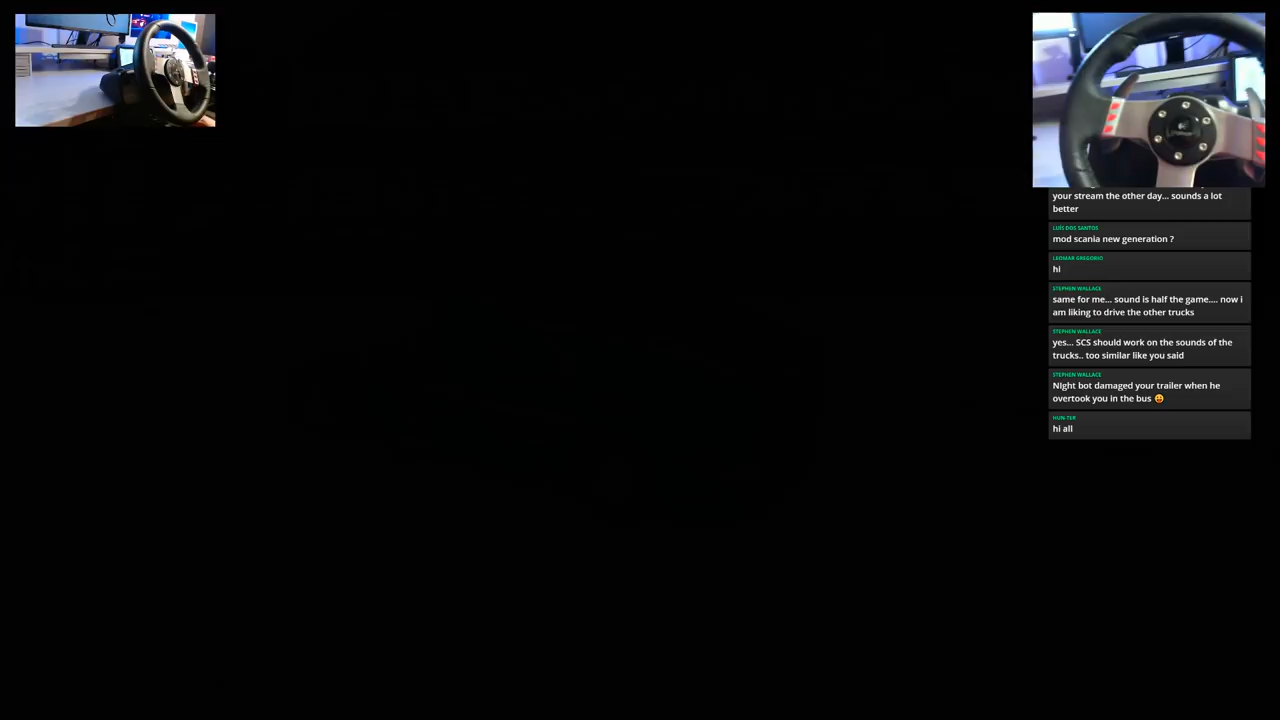 your stream the other day... sounds a lot
better
LUÍS DOS SANTOS
mod scania new generation ?
LEOMAR GREGORIO
hi
STEPHEN WALLACE
same for me... sound is half the game.... now i
am liking to drive the other trucks
STEPHEN WALLACE
yes... SCS should work on the sounds of the
trucks.. too similar like you said
STEPHEN WALLACE
NIght bot damaged your trailer when he
overtook you in the bus 😀
HUN-TER
hi all